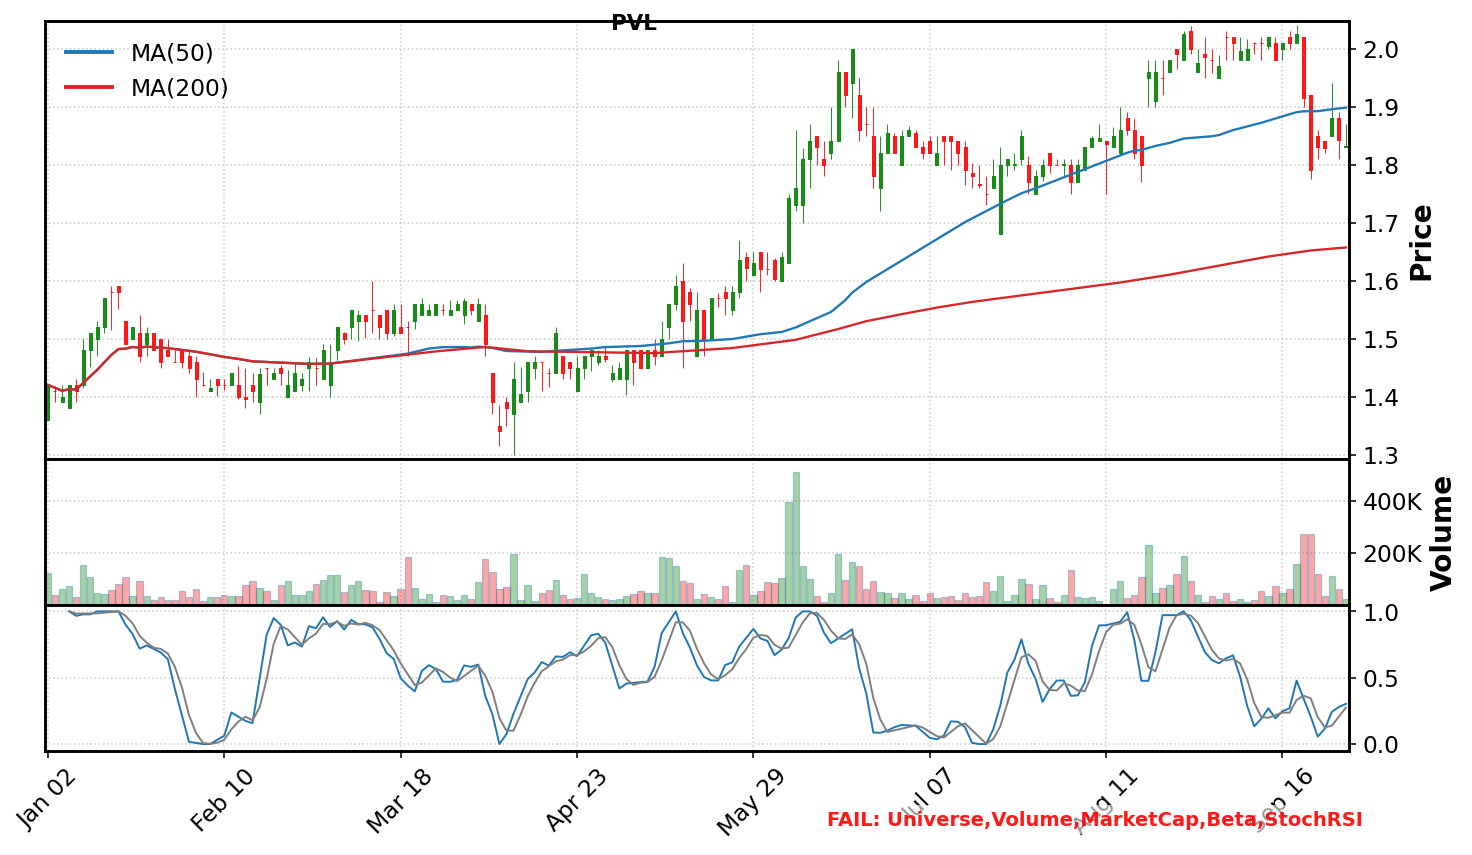 PVL
MA(50)
MA(200)
2.0
1.9
1.8
1.7
1.6
1.5
1.4
1.3
Price
400K
200K
Volume
1.0
0.5
0.0
Jan 02
Feb 10
Mar 18
Apr 23
May 29
Jul 07
Aug 11
Sep 16
FAIL: Universe,Volume,MarketCap,Beta,StochRSI